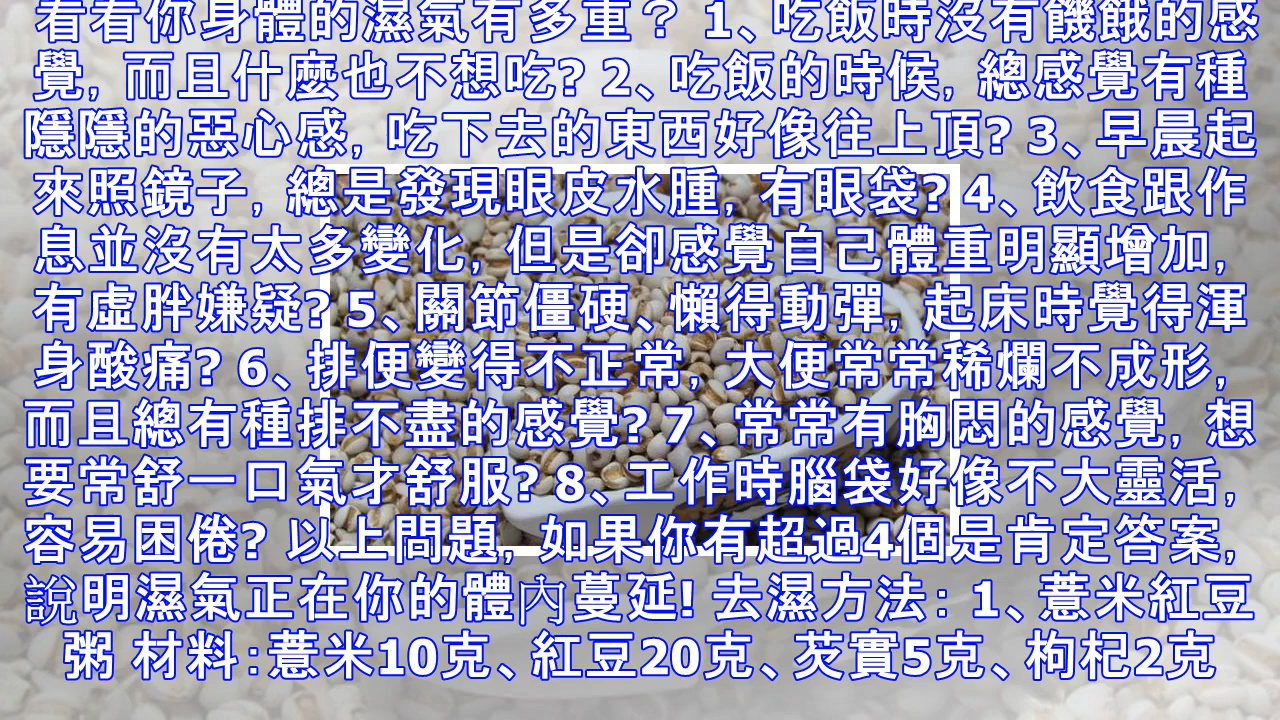 看看你身體的濕氣有多重？ 1、吃飯時沒有饑餓的感
覺, 而且什麼也不想吃? 2、吃飯的時候, 總感覺有種
隱隱的惡心感, 吃下去的東西好像往上頂? 3、早晨起
來照鏡子, 總是發現眼皮水腫, 有眼袋? 4、飲食跟作
息並沒有太多變化, 但是卻感覺自己體重明顯增加,
有虛胖嫌疑? 5、關節僵硬、懶得動彈, 起床時覺得渾
身酸痛? 6、排便變得不正常, 大便常常稀爛不成形,
而且總有種排不盡的感覺? 7、常常有胸悶的感覺, 想
要常舒一口氣才舒服? 8、工作時腦袋好像不大靈活,
容易困倦? 以上問題, 如果你有超過4個是肯定答案,
說明濕氣正在你的體內蔓延! 去濕方法: 1、薏米紅豆
粥 材料:薏米10克、紅豆20克、芡實5克、枸杞2克